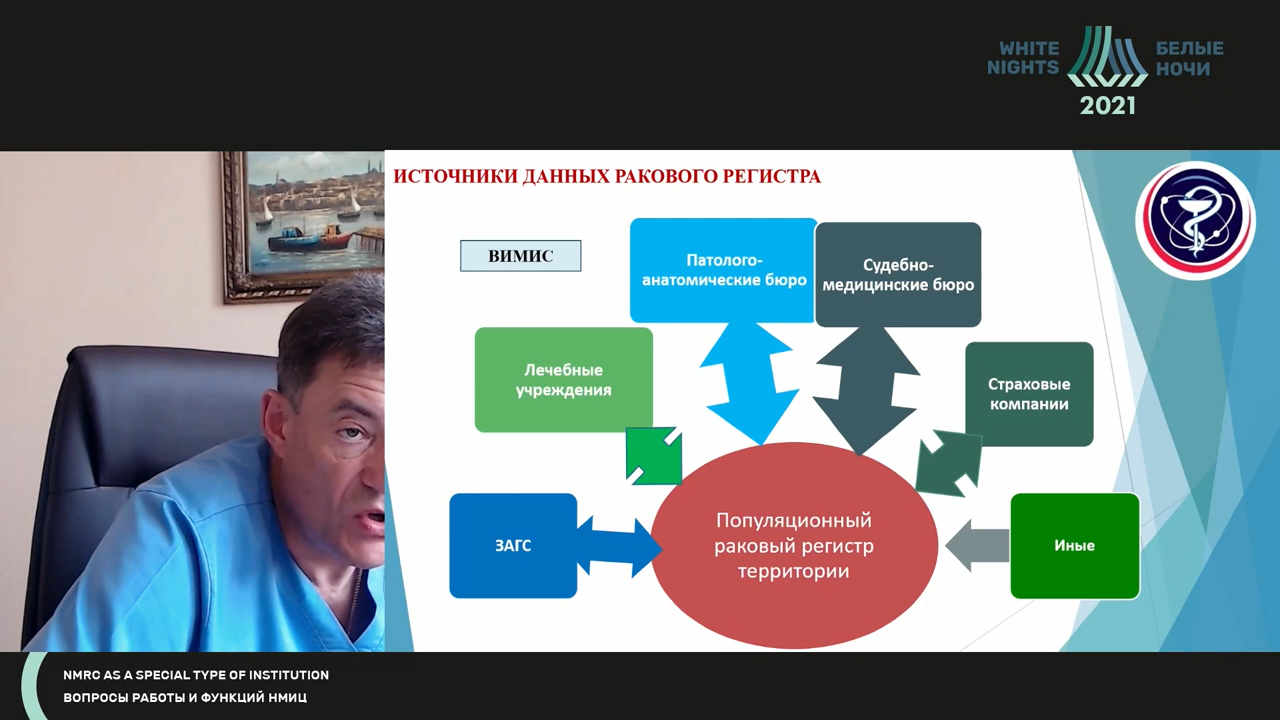 WHITE
NIGHTS
БЕЛЫЕ
НОЧИ
2021
ИСТОЧНИКИ ДАННЫХ РАКОВОГО РЕГИСТРА
ВИМИС
Патолого-
анатомические бюро
Судебно-
медицинские бюро
Лечебные
учреждения
Страховые
компании
ЗАГС
Популяционный
раковый регистр
территории
Иные
NMRC AS A SPECIAL TYPE OF INSTITUTION
ВОПРОСЫ РАБОТЫ И ФУНКЦИЙ НМИЦ